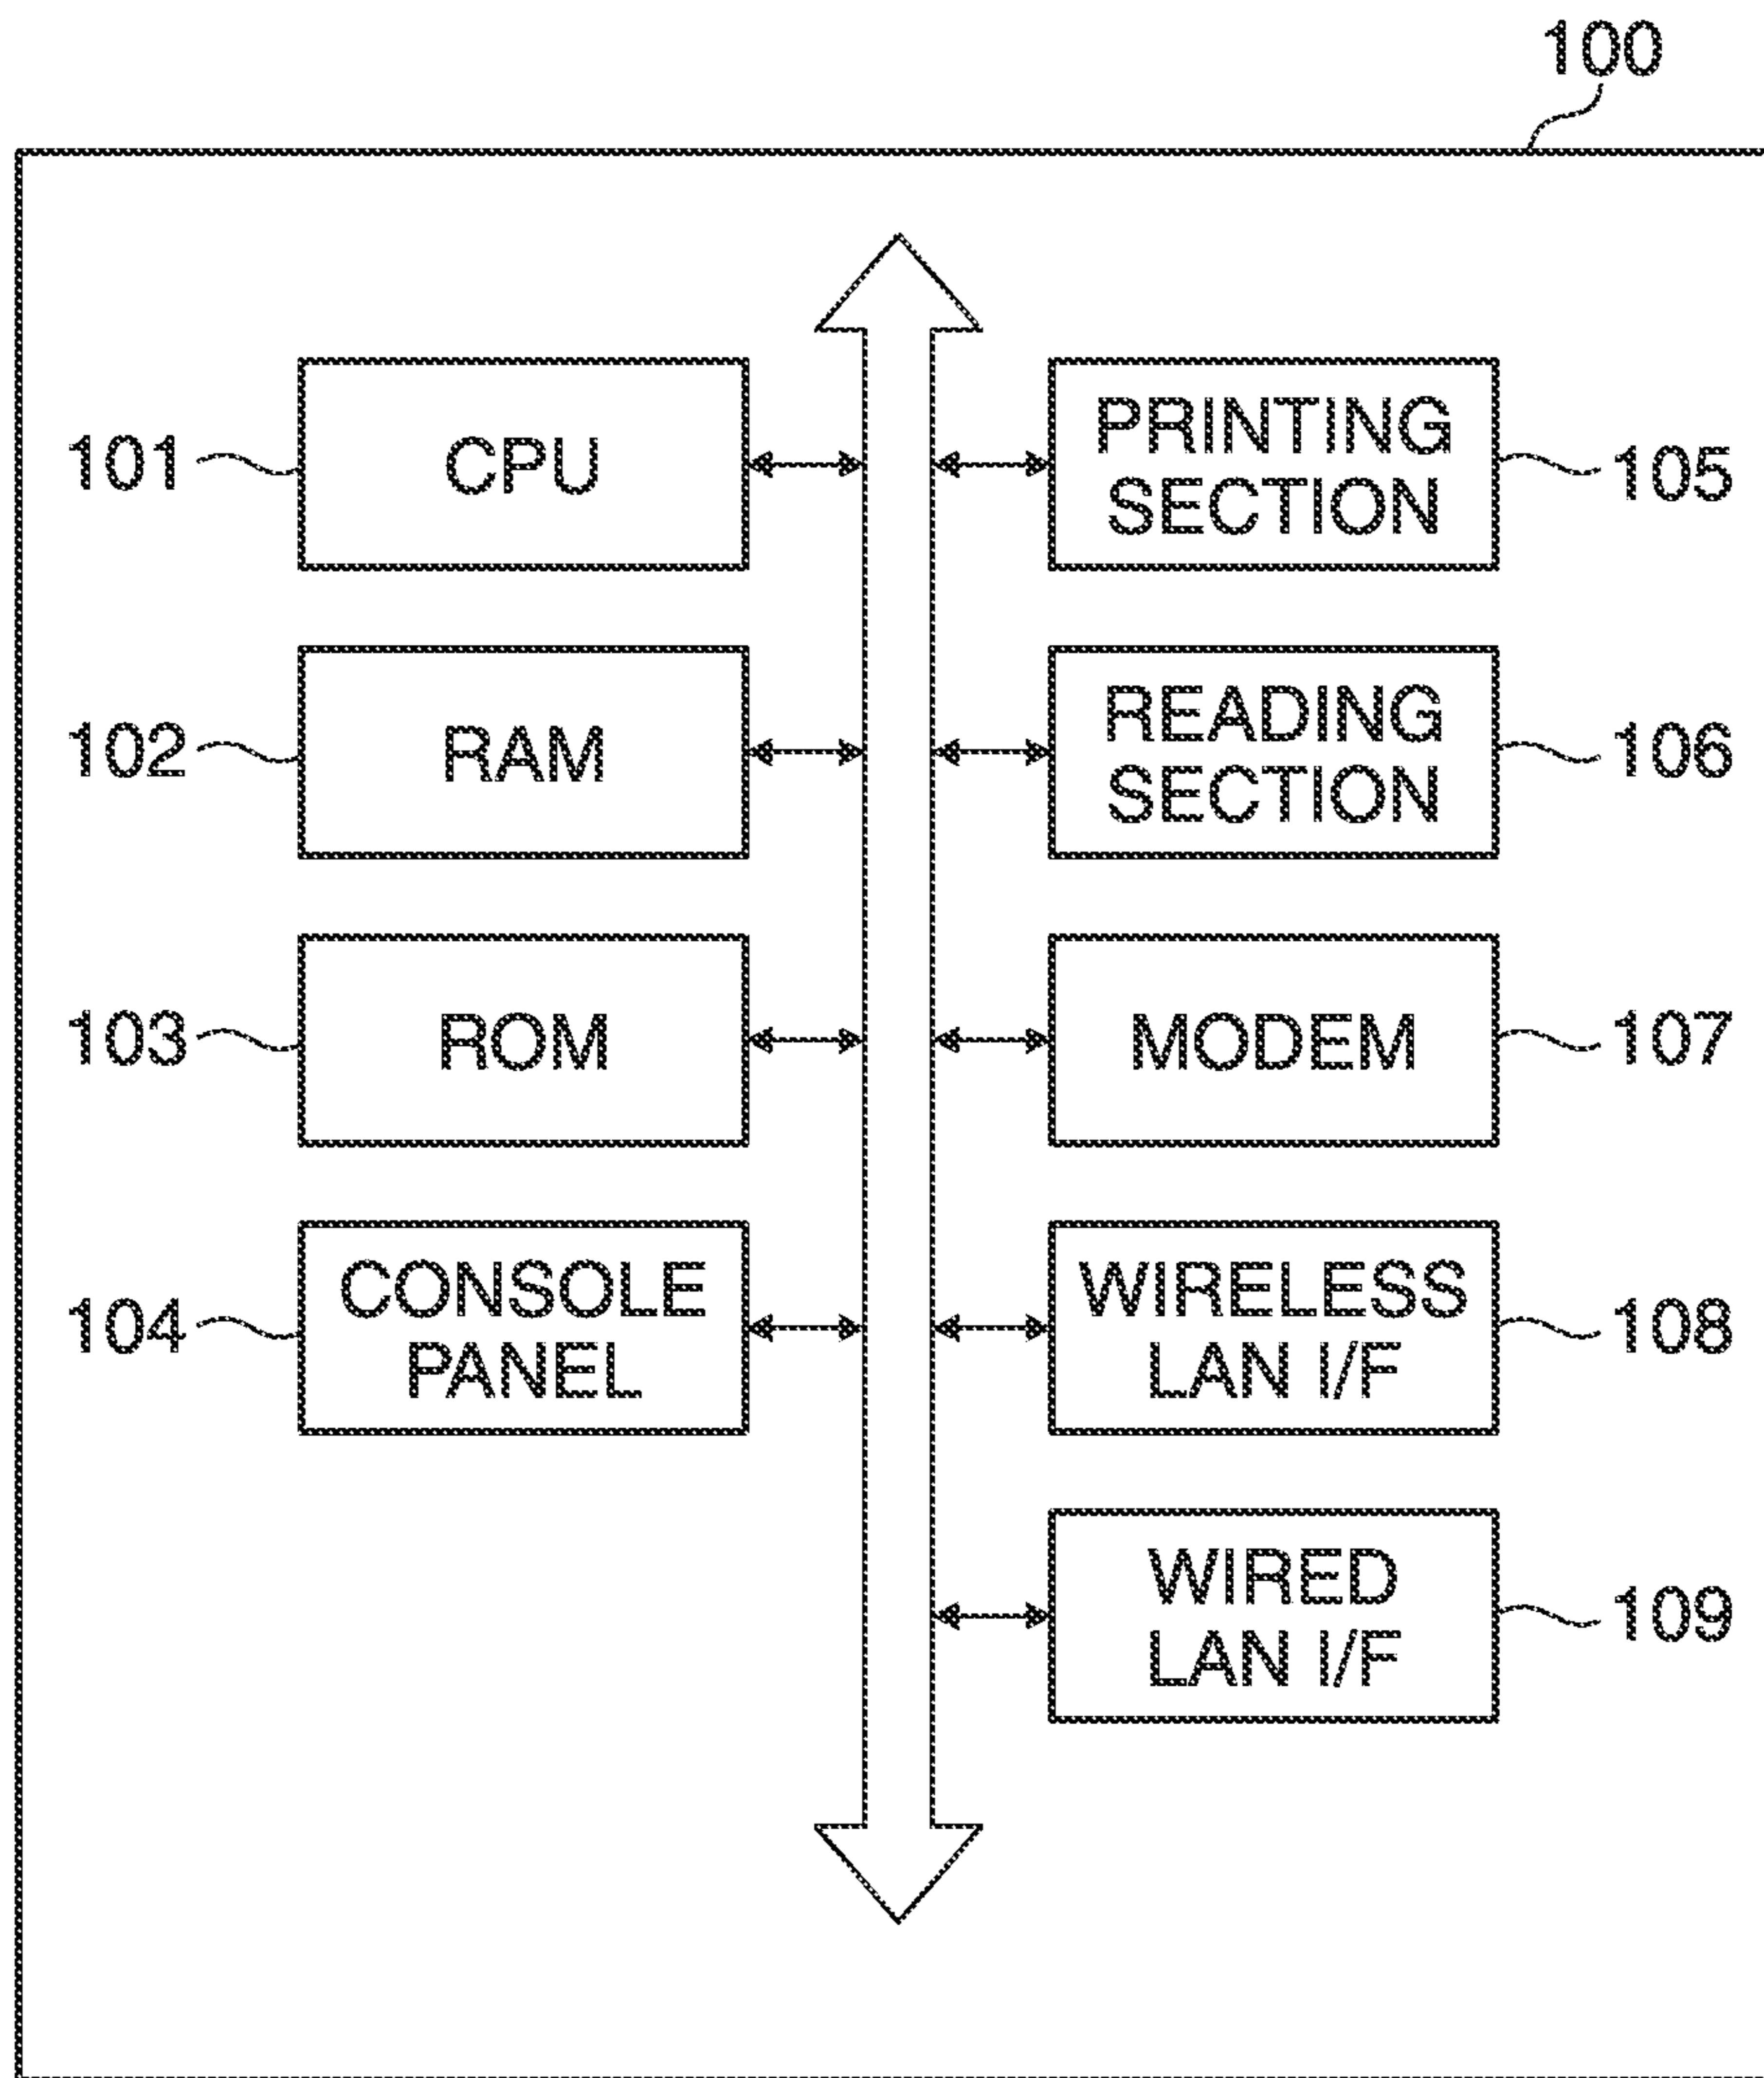 100
101
CPU
PRINTING
SECTION
105
102
RAM
READING
SECTION
106
103
ROM
MODEM
107
104
CONSOLE
PANEL
WIRELESS
LAN I/F
108
WIRED
LAN I/F
109